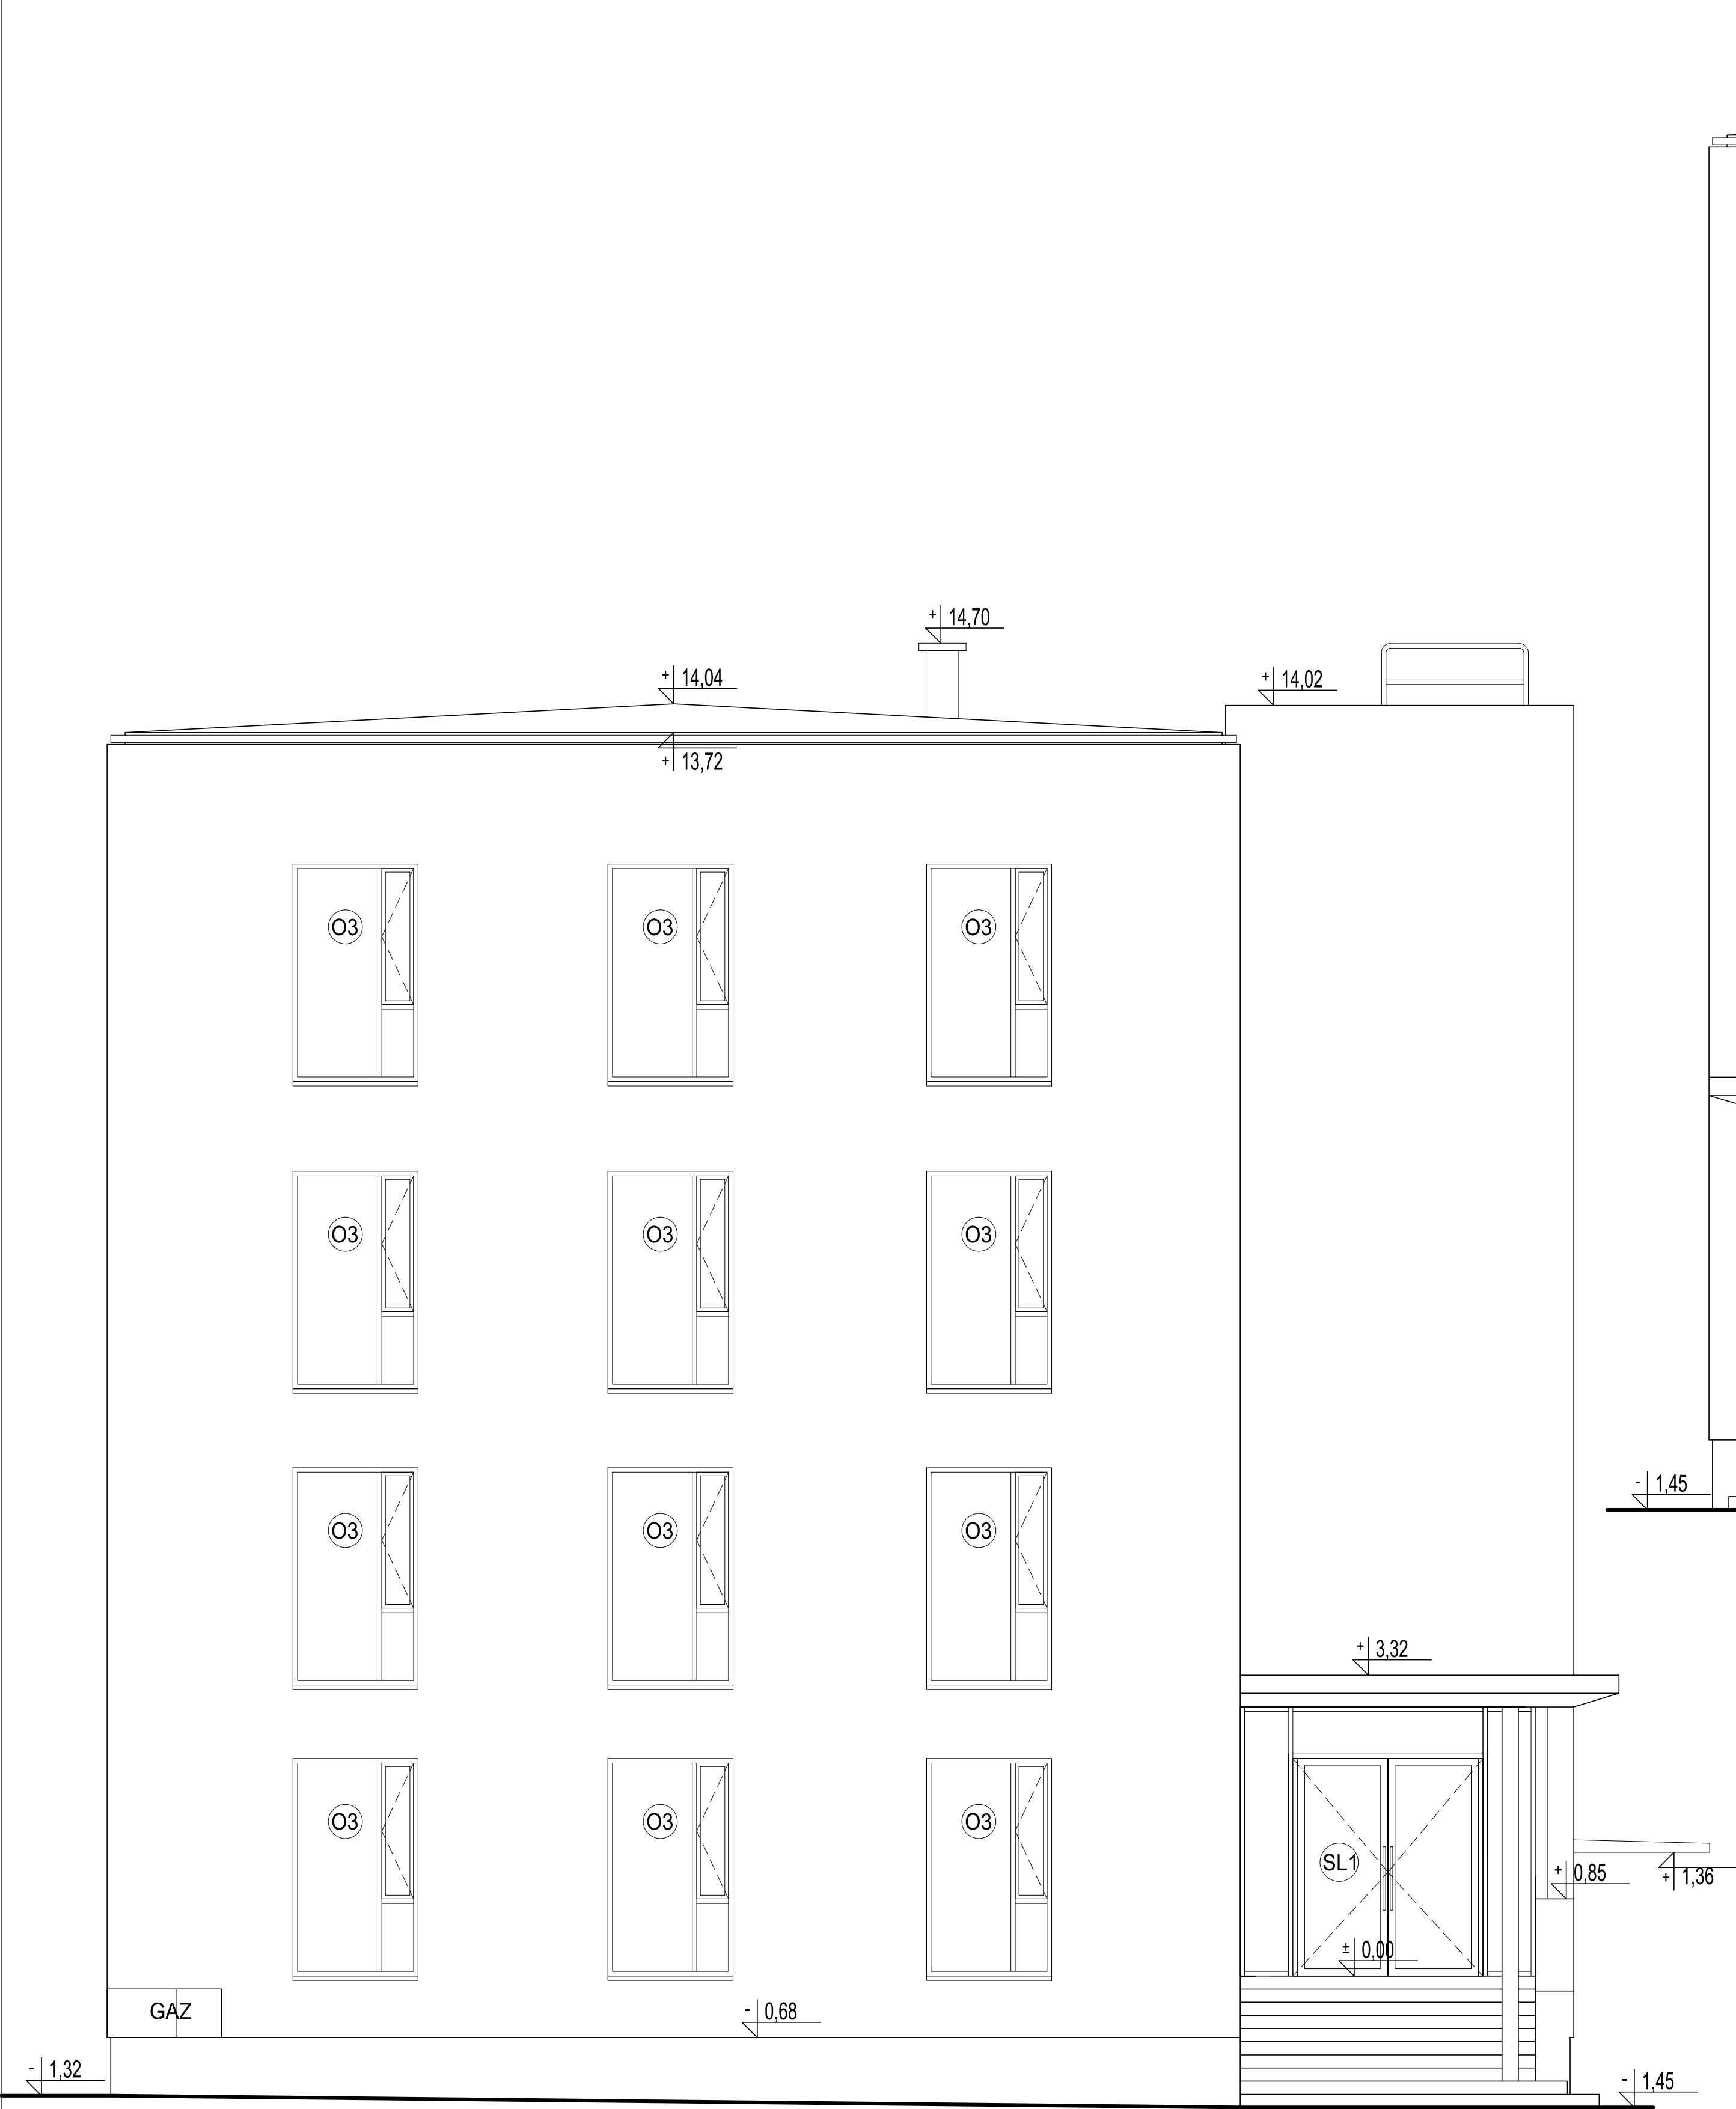 + 14,70
+ 14,04
+ 14,02
+ 13,72
O3 O3 O3
O3 O3 O3
- 1,45
O3 O3 O3
+ 3,32
O3 O3 O3
SL1
+ 0,85
+ 1,36
± 0,00
GAZ
- 0,68
- 1,32
- 1,45